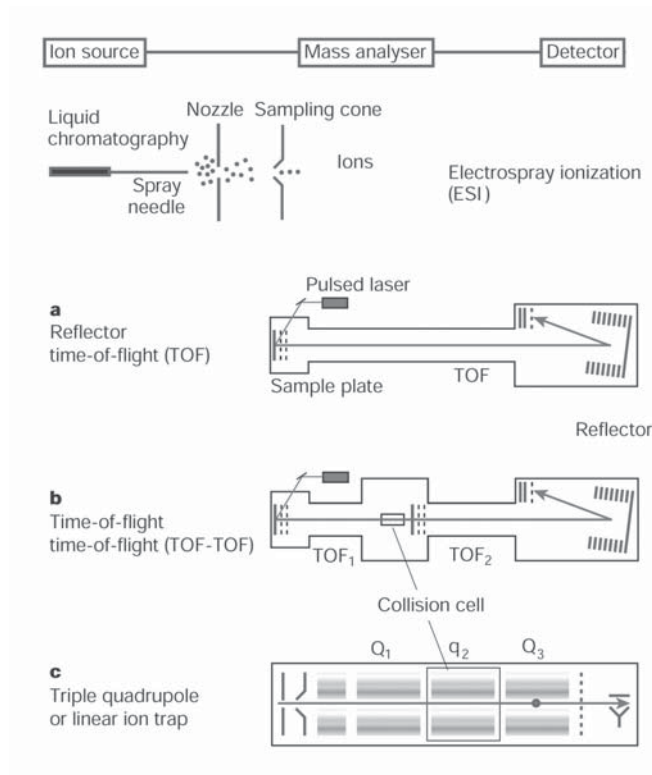 Ion source
Mass analyser
Detector
Nozzle
Sampling cone
Liquid
chromatography
Ions
Spray
needle
Electrospray ionization
(ESI)
Pulsed laser
a
Reflector
time-of-flight (TOF)
TOF
Sample plate
Reflector
b
Time-of-flight
time-of-flight (TOF-TOF)
TOF1
TOF2
Collision cell
Q1
q2
Q3
c
Triple quadrupole
or linear ion trap